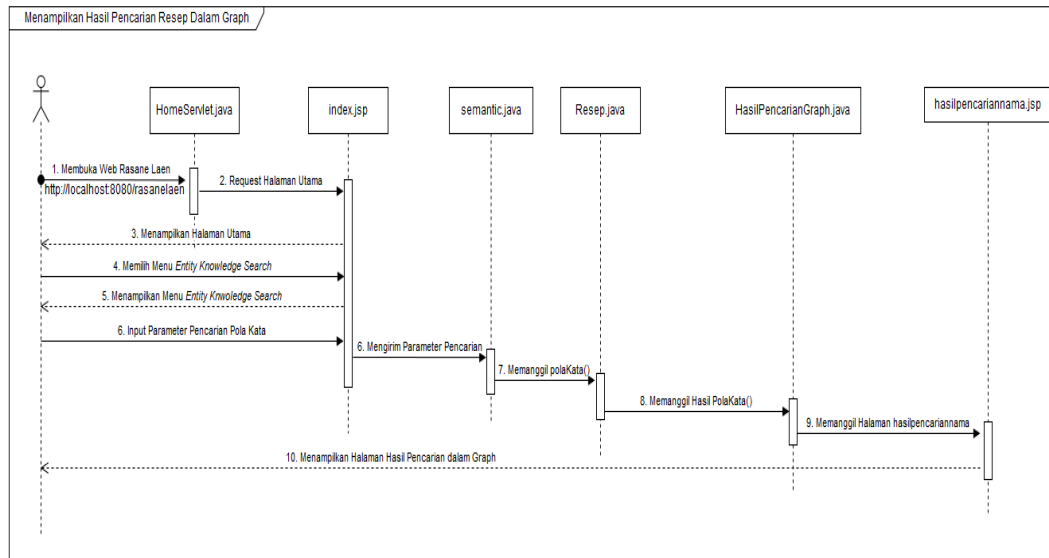 Menampilkan Hasil Pencarian Resep Dalam Graph
HomeServlet.java
index.jsp
semantic.java
Resep.java
HasilPencarianGraph.java
hasilpencariannama.jsp
1. Membuka Web Rasane Laen
http://localhost:8080/rasanelaen
2. Request Halaman Utama
3. Menampilkan Halaman Utama
4. Memilih Menu Entity Knowledge Search
5. Menampilkan Menu Entity Knwoledge Search
6. Input Parameter Pencarian Pola Kata
6. Mengirim Parameter Pencarian
7. Memanggil polaKata()
8. Memanggil Hasil PolaKata()
9. Memanggil Halaman hasilpencariannama
10. Menampilkan Halaman Hasil Pencarian dalam Graph